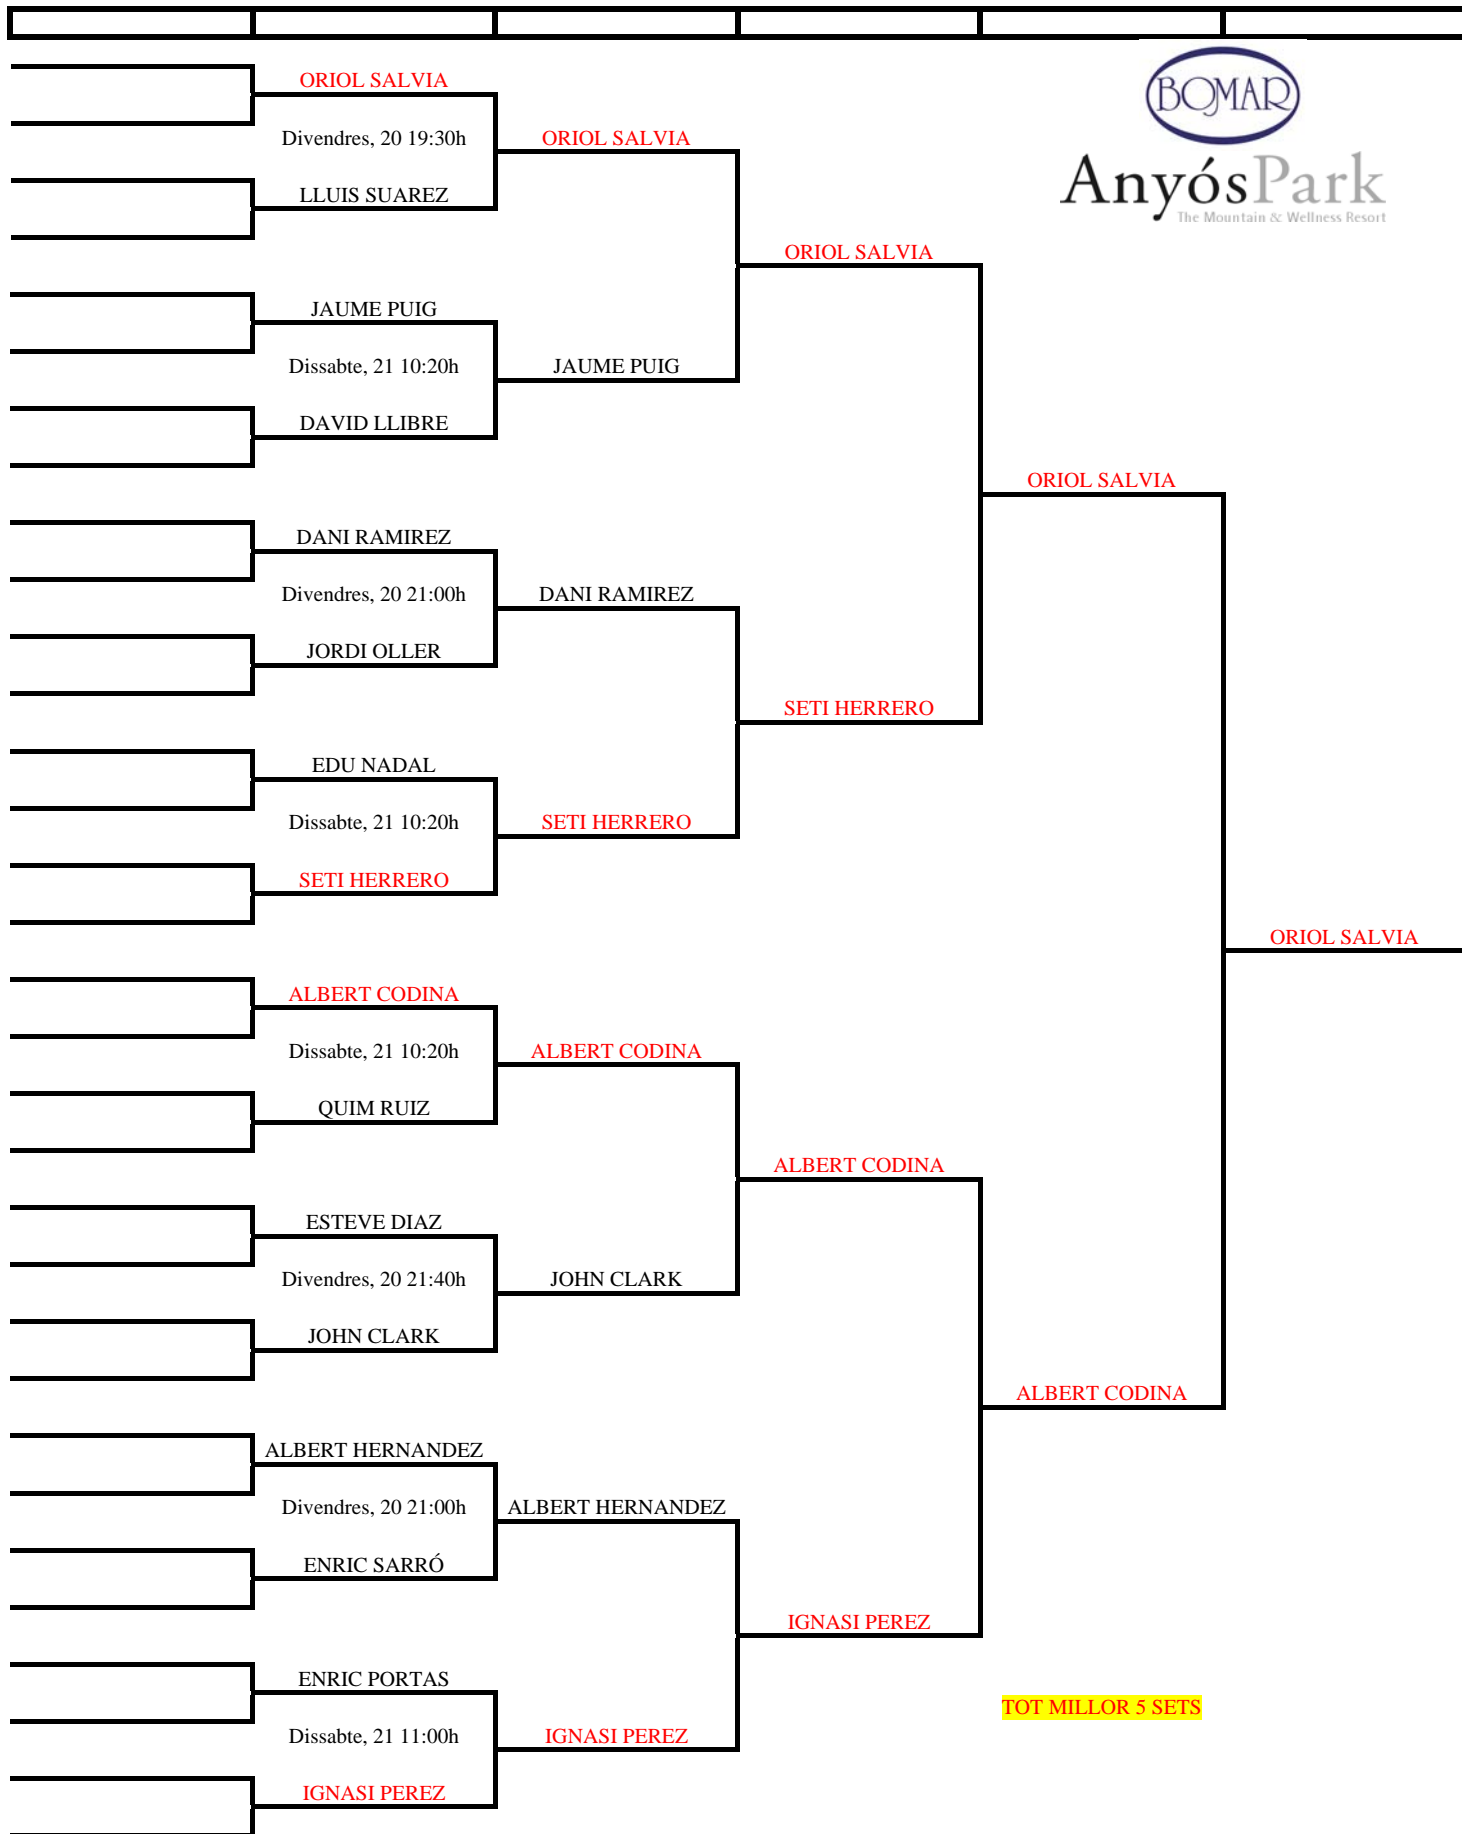 BOMAR
AnyósPark
The Mountain & Wellness Resort
ORIOL SALVIA
Divendres, 20 19:30h
ORIOL SALVIA
LLUIS SUAREZ
ORIOL SALVIA
JAUME PUIG
Dissabte, 21 10:20h
JAUME PUIG
DAVID LLIBRE
ORIOL SALVIA
DANI RAMIREZ
Divendres, 20 21:00h
DANI RAMIREZ
JORDI OLLER
SETI HERRERO
EDU NADAL
Dissabte, 21 10:20h
SETI HERRERO
SETI HERRERO
ORIOL SALVIA
ALBERT CODINA
Dissabte, 21 10:20h
ALBERT CODINA
QUIM RUIZ
ALBERT CODINA
ESTEVE DIAZ
Divendres, 20 21:40h
JOHN CLARK
JOHN CLARK
ALBERT CODINA
ALBERT HERNANDEZ
Divendres, 20 21:00h
ALBERT HERNANDEZ
ENRIC SARRÓ
IGNASI PEREZ
ENRIC PORTAS
TOT MILLOR 5 SETS
Dissabte, 21 11:00h
IGNASI PEREZ
IGNASI PEREZ